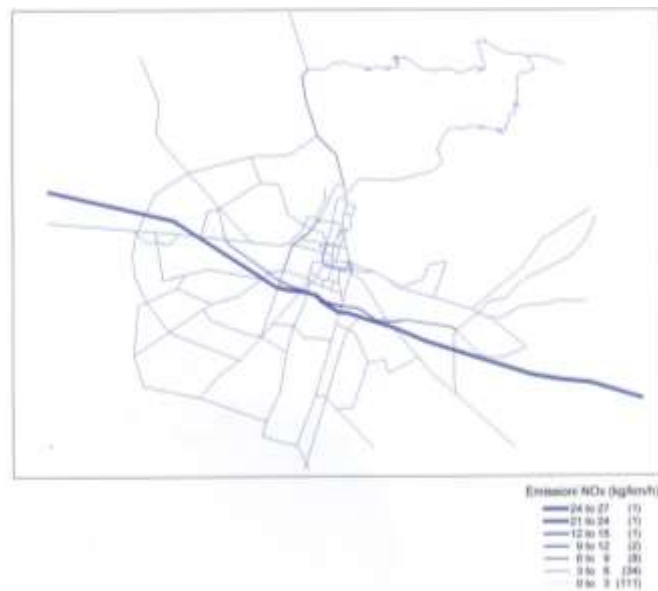 Emissioni NOx (kg/km/h)
24 to 27 (1)
21 to 24 (1)
12 to 15 (1)
9 to 12 (2)
6 to 9 (8)
3 to 6 (34)
0 to 3 (111)